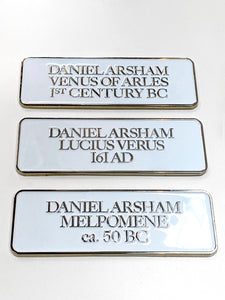 DANIEL ARSHAM
VENUS OF ARLES
1ST CENTURY BC
DANIEL ARSHAM
LUCIUS VERUS
161 AD
DANIEL ARSHAM
MELPOMENE
ca. 50 BC